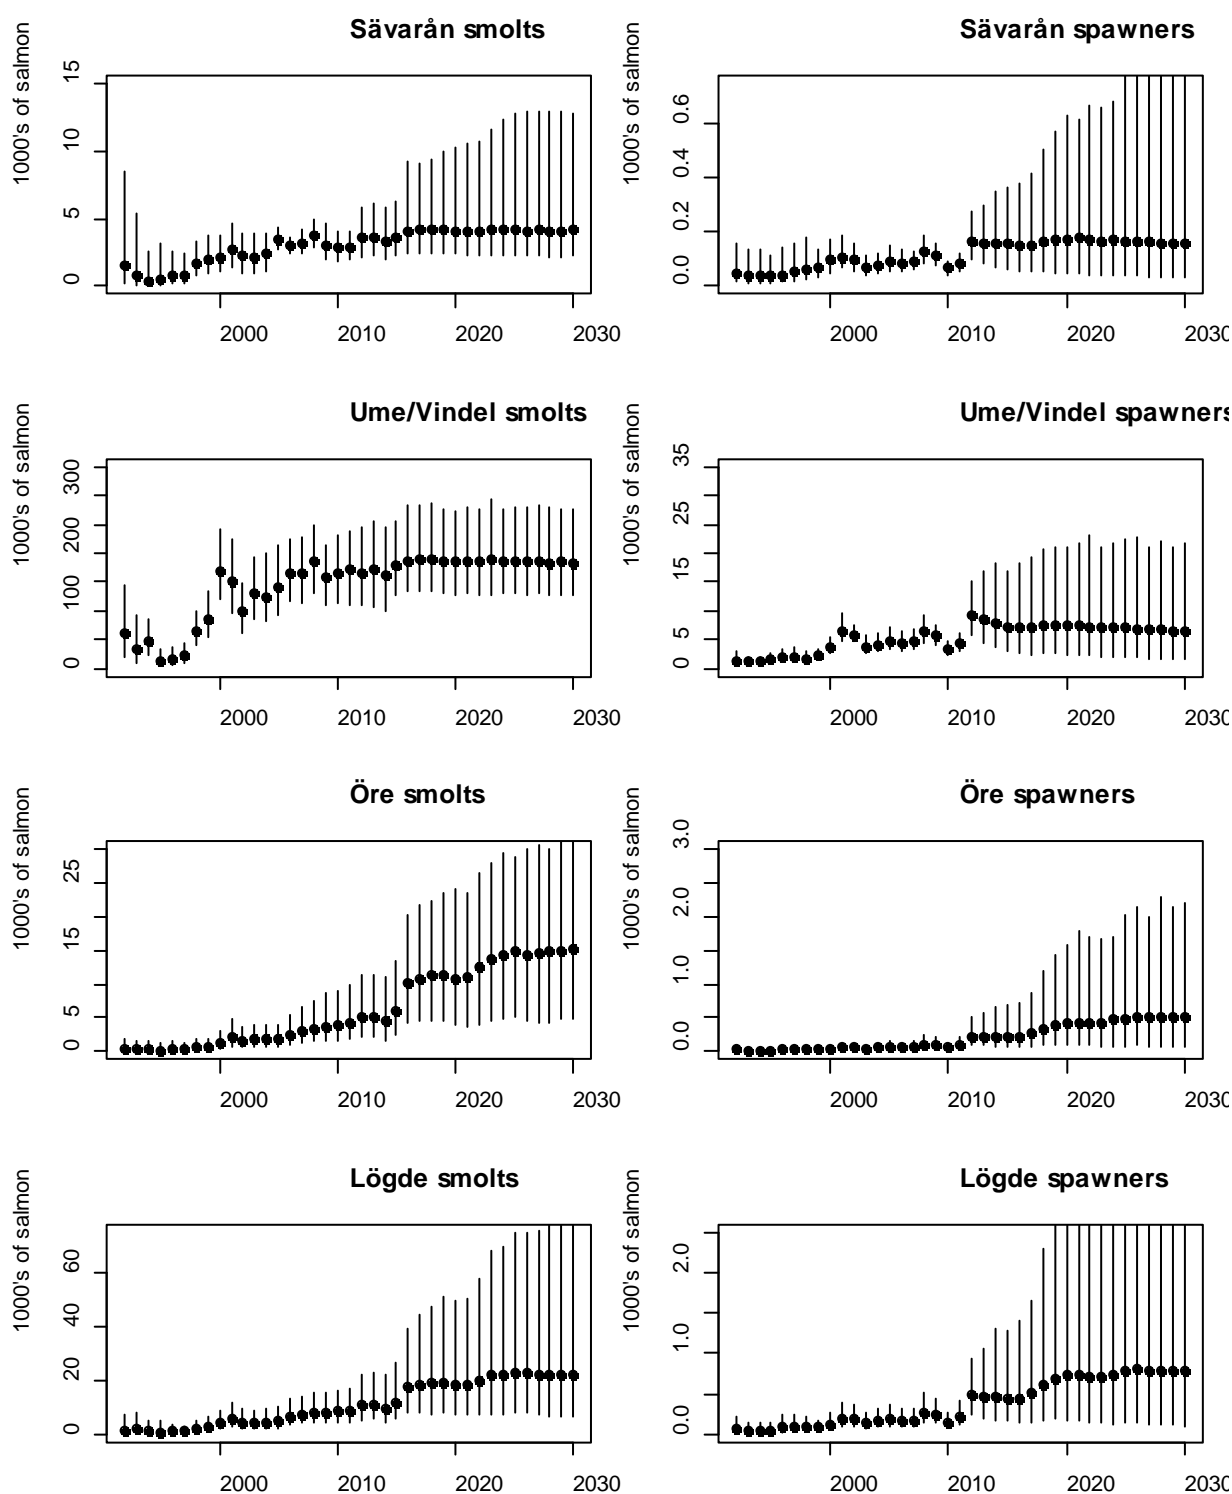 Sävarån smolts
1000's of salmon
0 5 10 15
2000 2010 2020 2030
Sävarån spawners
1000's of salmon
0.0 0.2 0.4 0.6
2000 2010 2020 2030
Ume/Vindel smolts
1000's of salmon
0 100 200 300
2000 2010 2020 2030
Ume/Vindel spawners
1000's of salmon
0 5 15 25 35
2000 2010 2020 2030
Öre smolts
1000's of salmon
0 5 15 25
2000 2010 2020 2030
Öre spawners
1000's of salmon
0.0 1.0 2.0 3.0
2000 2010 2020 2030
Lögde smolts
1000's of salmon
0 20 40 60
2000 2010 2020 2030
Lögde spawners
1000's of salmon
0.0 1.0 2.0
2000 2010 2020 2030